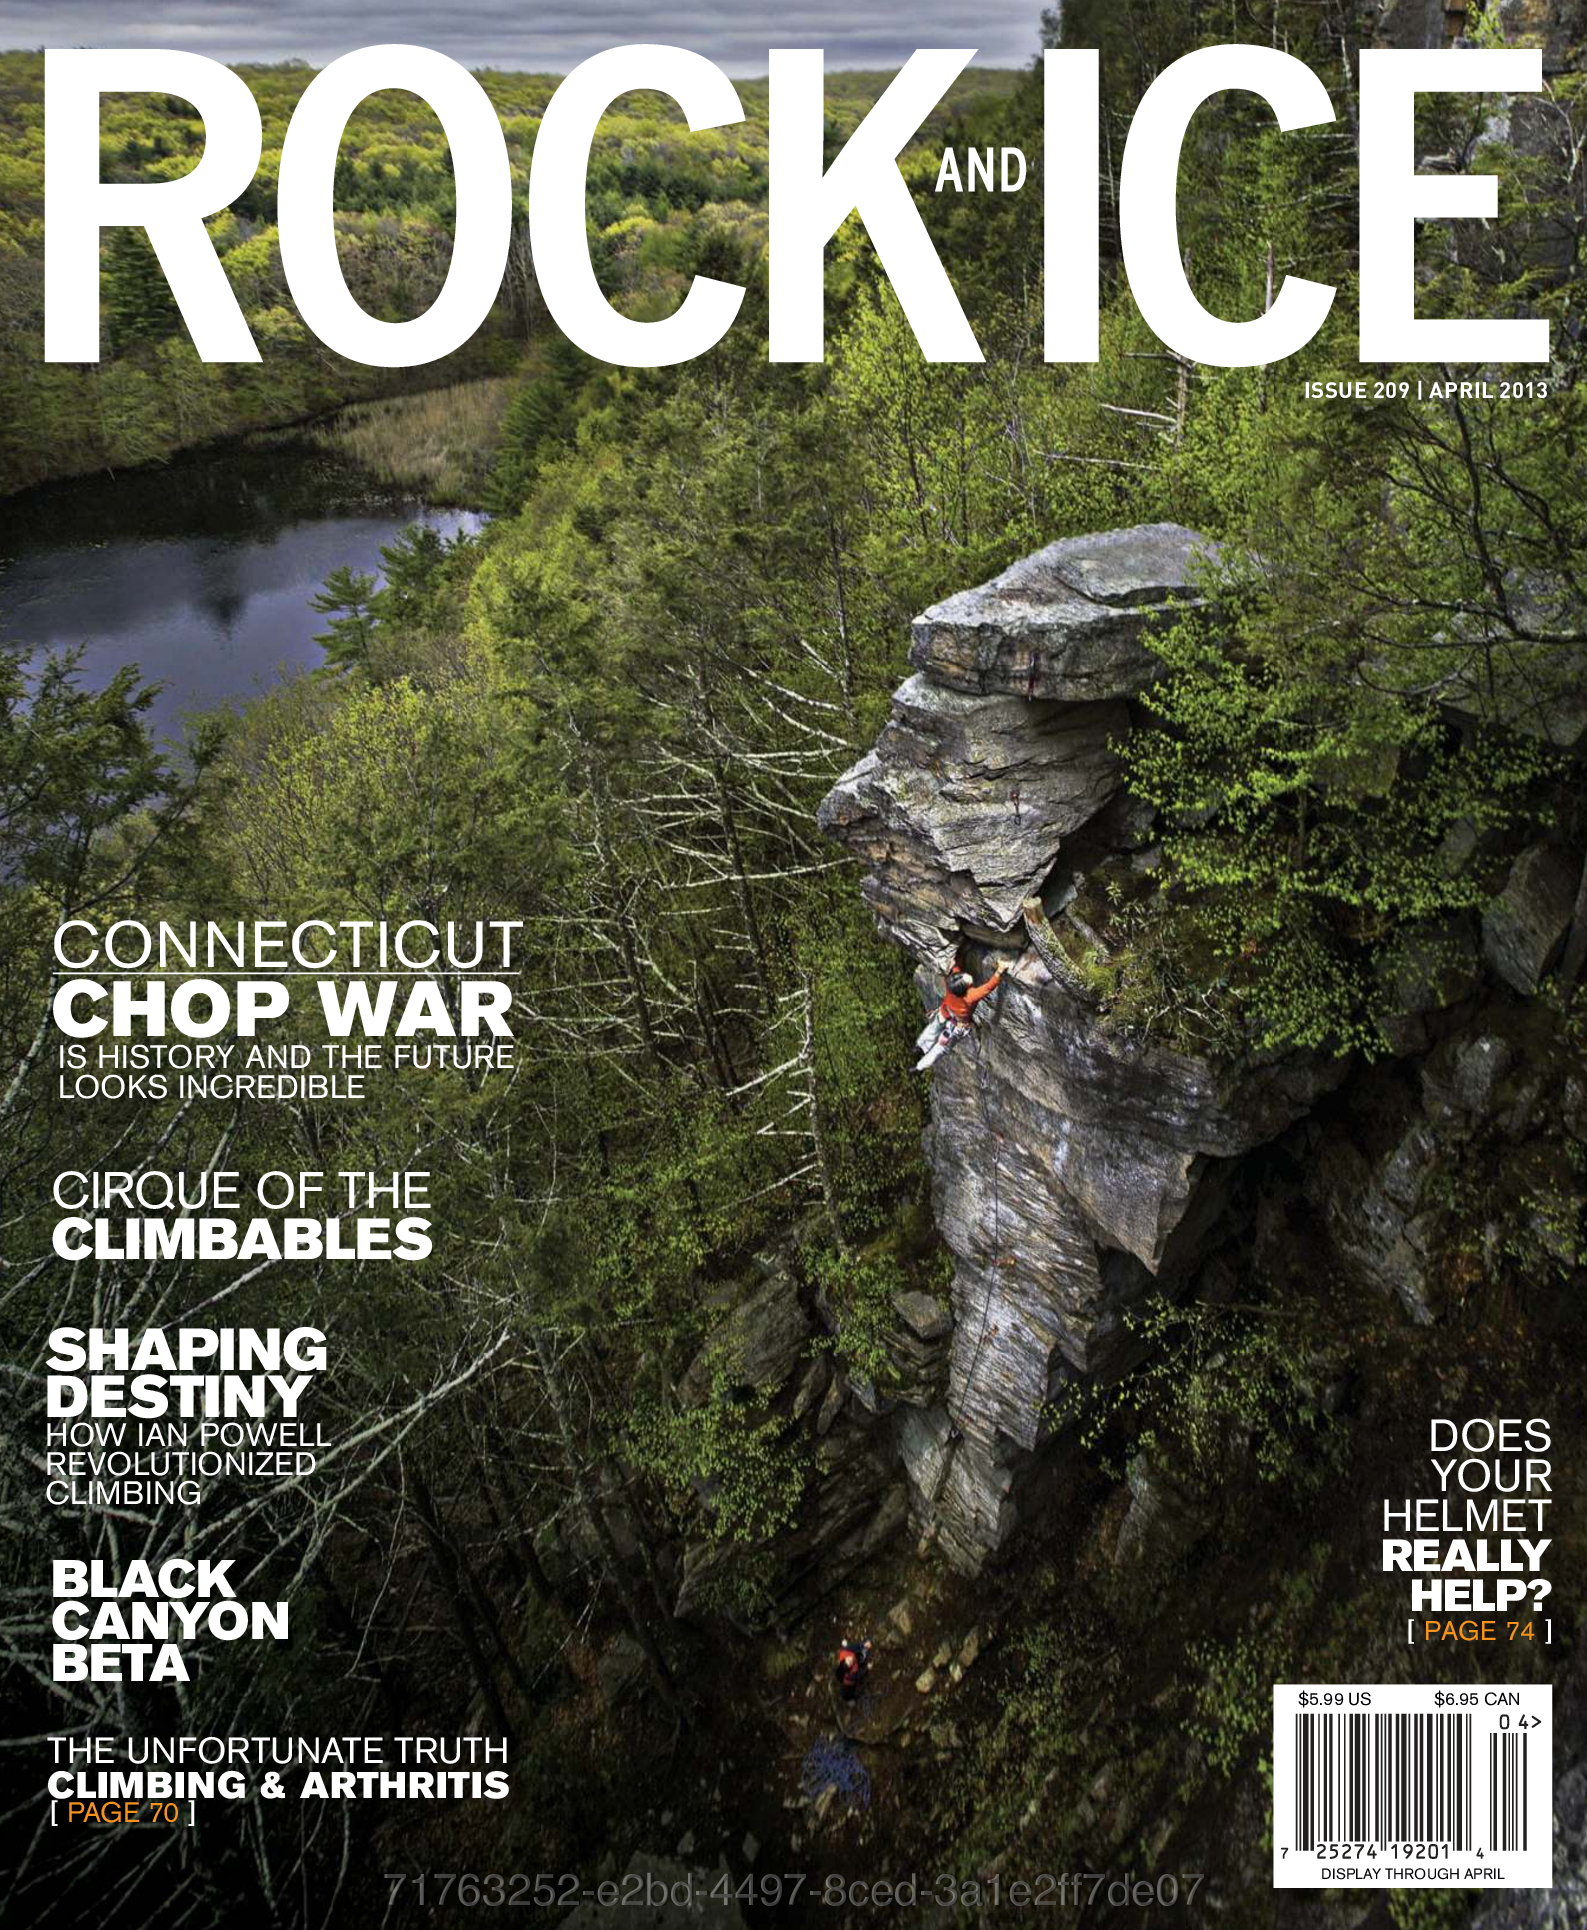 ROCK AND ICE
ISSUE 209 | APRIL 2013
CONNECTICUT
CHOP WAR
IS HISTORY AND THE FUTURE
LOOKS INCREDIBLE
CIRQUE OF THE
CLIMBABLES
SHAPING
DESTINY
HOW IAN POWELL
REVOLUTIONIZED
CLIMBING
BLACK
CANYON
BETA
THE UNFORTUNATE TRUTH
CLIMBING & ARTHRITIS
[ PAGE 70 ]
DOES
YOUR
HELMET
REALLY
HELP?
[ PAGE 74 ]
$5.99 US $6.95 CAN
0 4>
7 25274 19201 4
DISPLAY THROUGH APRIL
71763252-e2bd-4497-8ced-3a1e2ff7de07